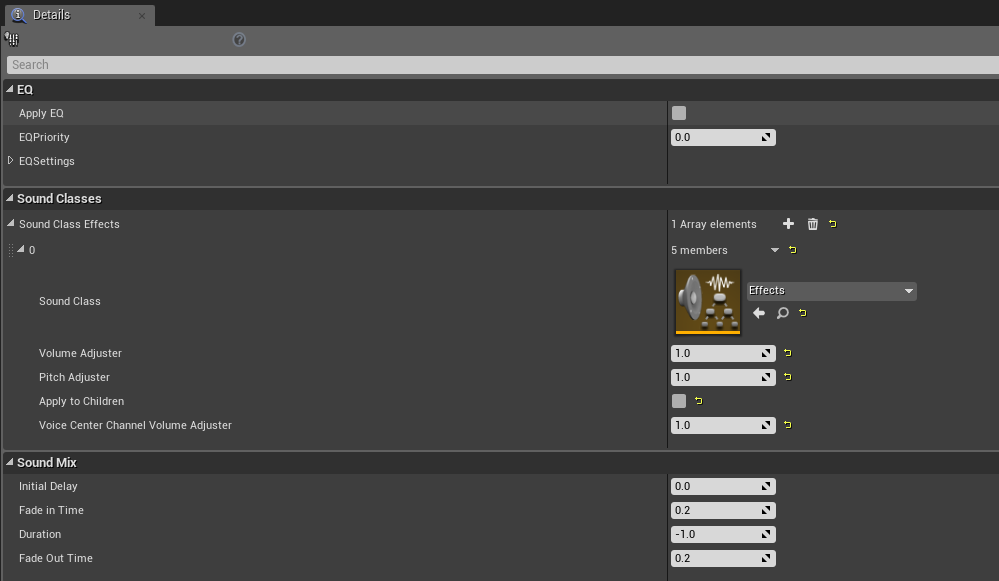 Details
Search
EQ
Apply EQ
EQPriority 0.0
EQSettings
Sound Classes
Sound Class Effects 1 Array elements
0 5 members
Sound Class Effects
Volume Adjuster 1.0
Pitch Adjuster 1.0
Apply to Children
Voice Center Channel Volume Adjuster 1.0
Sound Mix
Initial Delay 0.0
Fade in Time 0.2
Duration -1.0
Fade Out Time 0.2